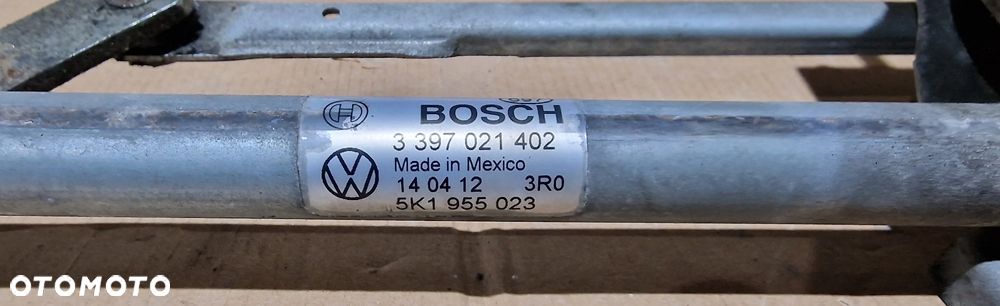 BOSCH
3 397 021 402
Made in Mexico
14 04 12 3R0
5K1 955 023
OTOMOTO